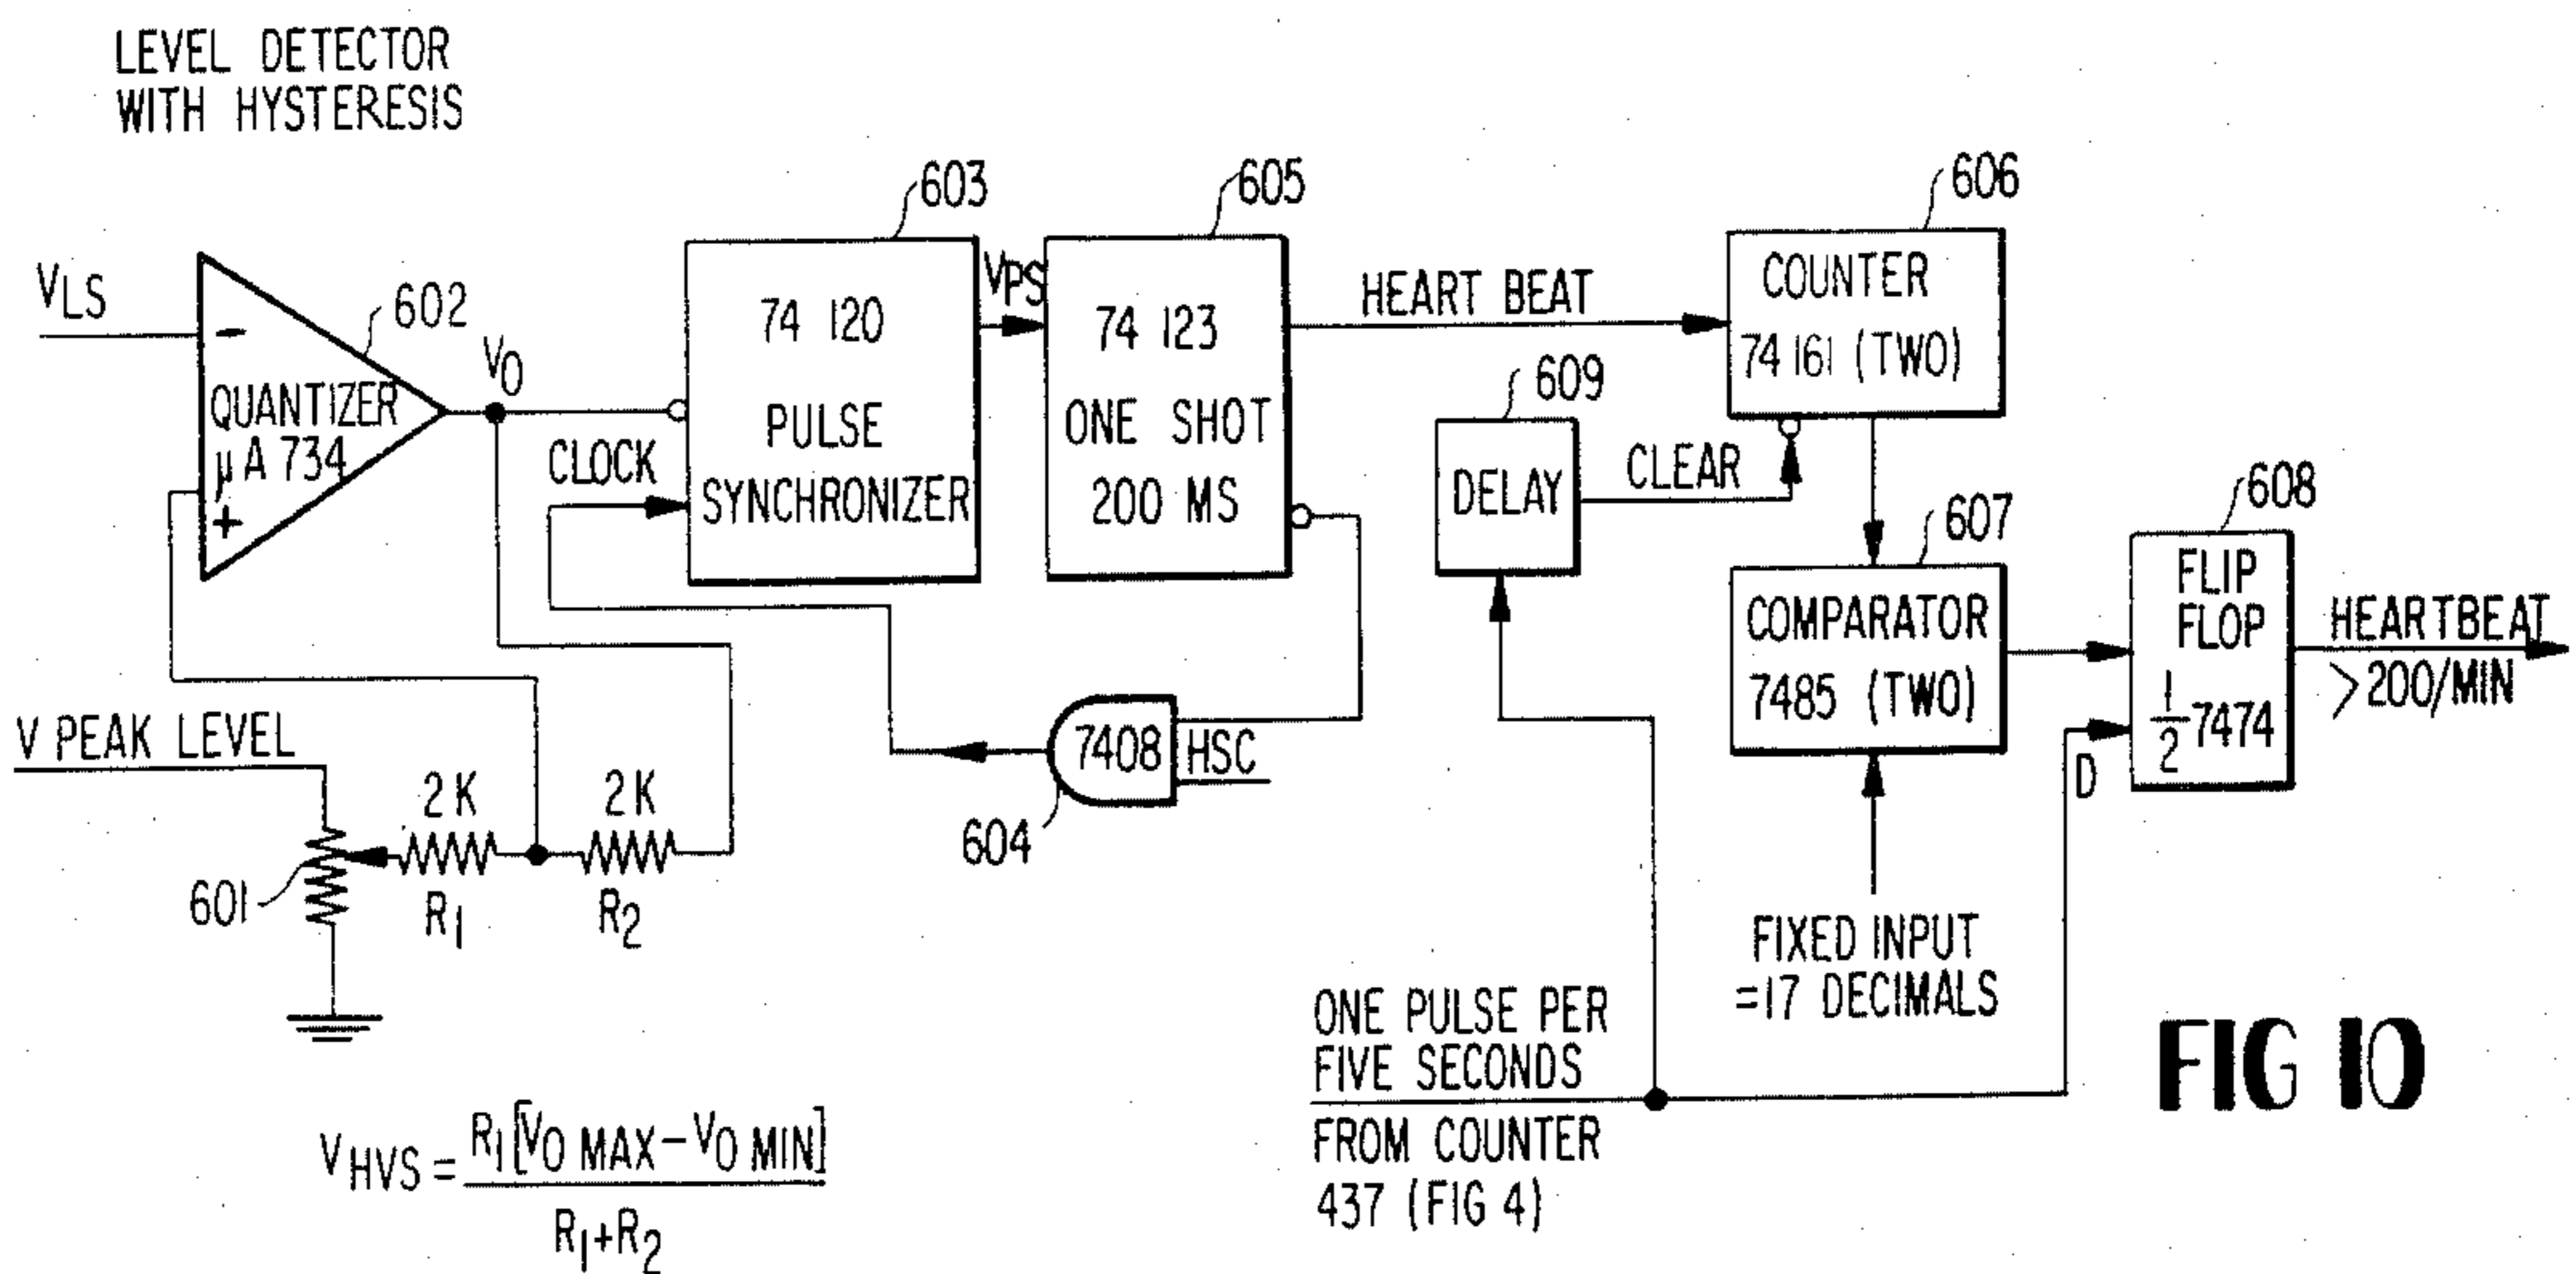 LEVEL DETECTOR
WITH HYSTERESIS
VLS
−
QUANTIZER
μA 734
+
602
VO
CLOCK
603
74 120
PULSE
SYNCHRONIZER
VPS
605
74 123
ONE SHOT
200 MS
HEART BEAT
606
COUNTER
74 161 (TWO)
609
DELAY
CLEAR
607
COMPARATOR
7485 (TWO)
608
FLIP
FLOP
1/2 7474
D
HEARTBEAT
>200/MIN
7408
HSC
604
V PEAK LEVEL
601
2K
R1
2K
R2
FIXED INPUT
=17 DECIMALS
ONE PULSE PER
FIVE SECONDS
FROM COUNTER
437 (FIG 4)
V HVS = R1[VO MAX − VO MIN]
R1+R2
FIG 10